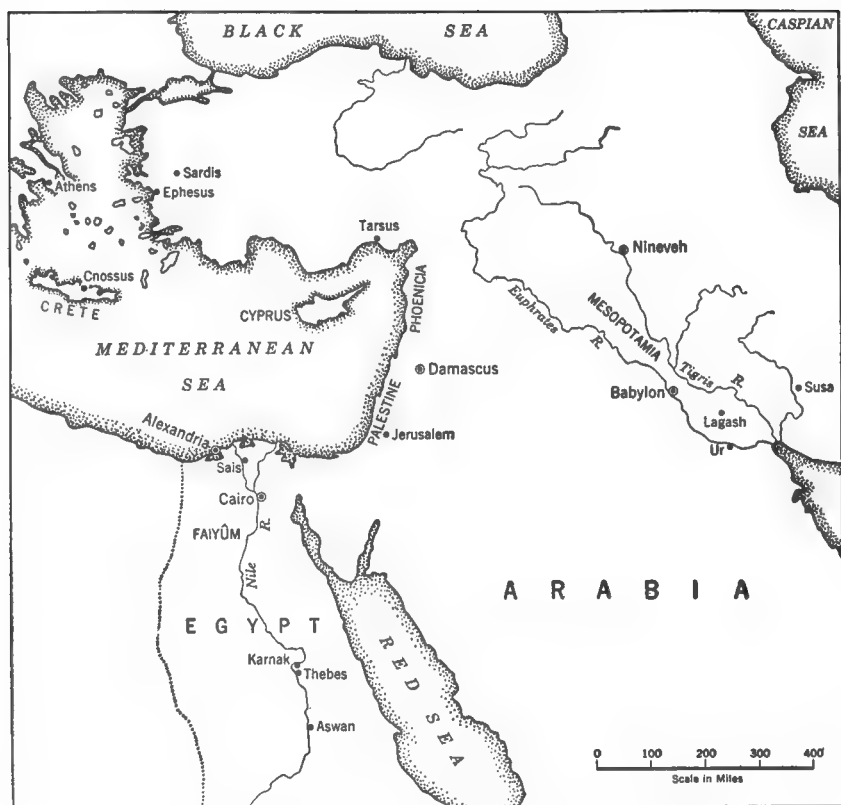 BLACK SEA
CASPIAN
SEA
Athens
Sardis
Ephesus
Tarsus
Nineveh
Cnossus
CRETE
CYPRUS
PHOENICIA
Euphrates R.
MESOPOTAMIA
MEDITERRANEAN
SEA
Damascus
Tigris R.
Susa
Babylon
Lagash
PALESTINE
Alexandria
Jerusalem
Ur
Sais
Cairo
FAIYÛM
Nile R.
ARABIA
EGYPT
RED SEA
Karnak
Thebes
Aswan
0 100 200 300 400
Scale in Miles